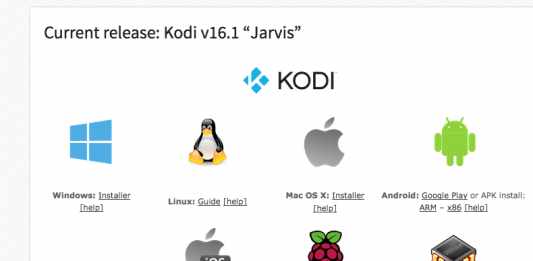 Current release: Kodi v16.1 “Jarvis”
KODI
Windows: Installer
[help]
Linux: Guide [help]
Mac OS X: Installer
[help]
Android: Google Play or APK install:
ARM – x86 [help]
iOS